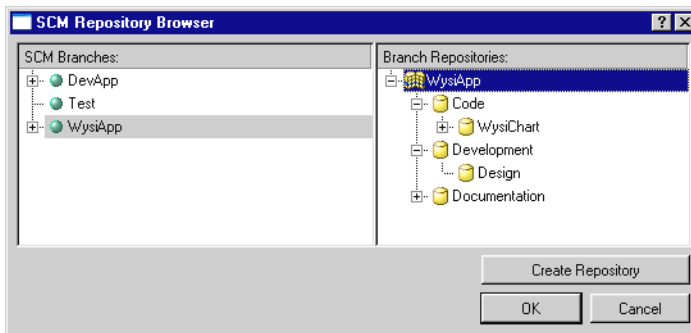 SCM Repository Browser
SCM Branches:
DevApp
Test
WysiApp
Branch Repositories:
WysiApp
Code
WysiChart
Development
Design
Documentation
Create Repository
OK
Cancel